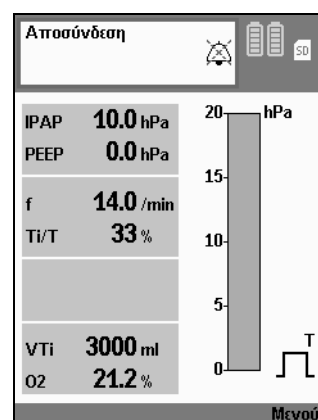 Αποσύνδεση
SD
IPAP 10.0 hPa
PEEP 0.0 hPa
f 14.0 /min
Ti/T 33 %
VTi 3000 ml
O2 21.2 %
20 hPa
15
10
5
0
T
Μενού